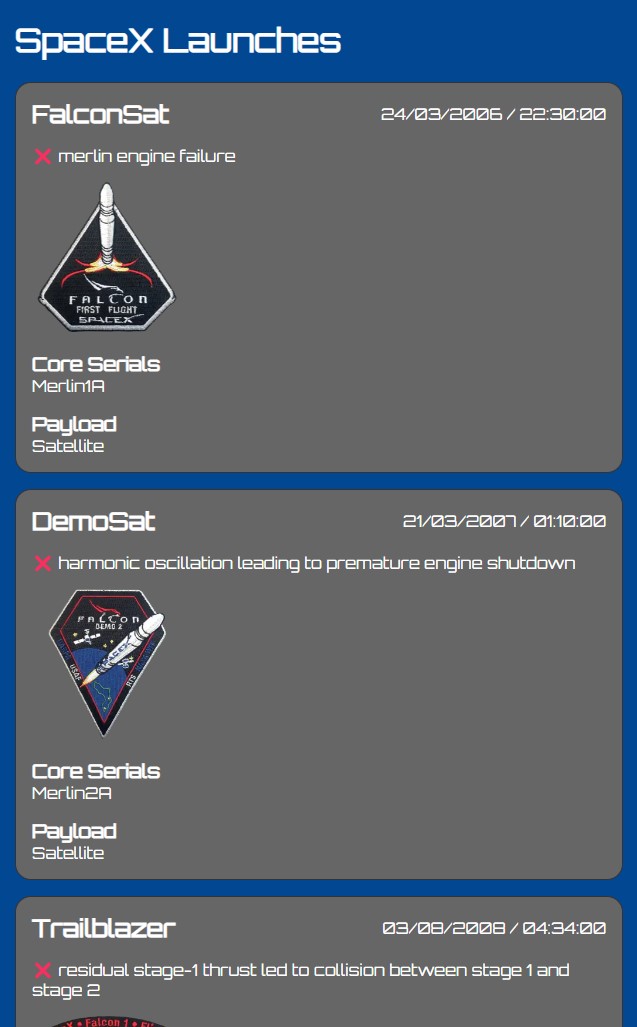 SpaceX Launches
FalconSat
24/03/2006 / 22:30:00
❌ merlin engine failure
FALCON
FIRST FLIGHT
SPACEX
Core Serials
Merlin1A
Payload
Satellite
DemoSat
21/03/2007 / 01:10:00
❌ harmonic oscillation leading to premature engine shutdown
FALCON
DEMO 2
SPACEX
USAF
Core Serials
Merlin2A
Payload
Satellite
Trailblazer
03/08/2008 / 04:34:00
❌ residual stage-1 thrust led to collision between stage 1 and
stage 2
X • Falcon 1 •